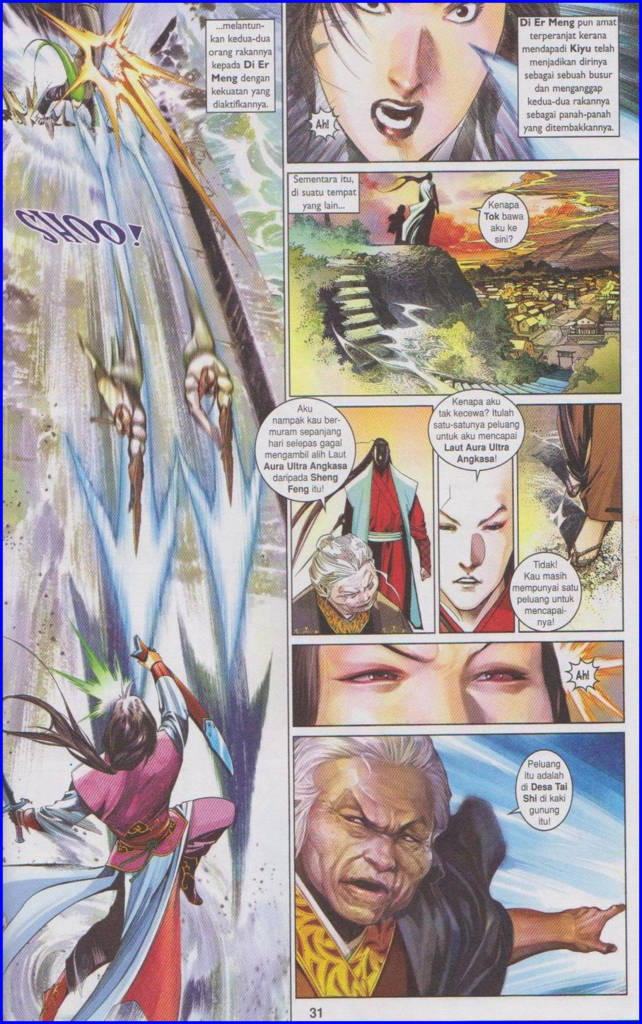 ...melantun-
kan kedua-dua
orang rakannya
kepada Di Er
Meng dengan
kekuatan yang
diaktifkannya.
SHOO!
Di Er Meng pun amat
terperanjat kerana
mendapadi Kiyu telah
menjadikan dirinya
sebagai sebuah busur
dan menganggap
kedua-dua rakannya
sebagai panah-panah
yang ditembakkannya.
Ah!
Sementara itu,
di suatu tempat
yang lain...
Kenapa
Tok bawa
aku ke
sini?
Aku
nampak kau ber-
muram sepanjang
hari selepas gagal
mengambil alih Laut
Aura Ultra Angkasa
daripada Sheng
Feng itu!
Kenapa aku
tak kecewa? Itulah
satu-satunya peluang
untuk aku mencapai
Laut Aura Ultra
Angkasa!
Tidak!
Kau masih
mempunyai satu
peluang untuk
mencapai-
nya!
Ah!
Peluang
itu adalah
di Desa Tai
Shi di kaki
gunung
itu!
31